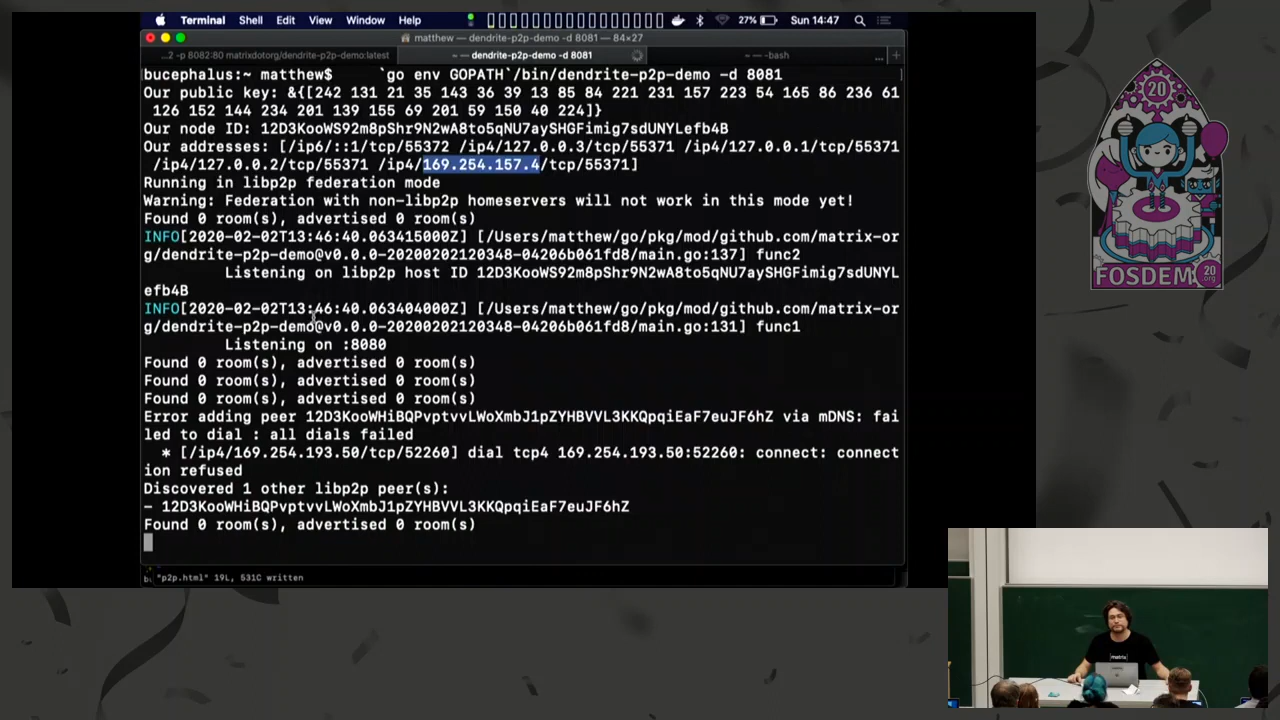 Terminal Shell Edit View Window Help 27% Sun 14:47
matthew — dendrite-p2p-demo -d 8081 — 84×27
...2 -p 8082:80 matrixdotorg/dendrite-p2p-demo:latest ~ — dendrite-p2p-demo -d 8081 ~ — -bash ... +
bucephalus:~ matthew$ `go env GOPATH`/bin/dendrite-p2p-demo -d 8081
Our public key: &{[242 131 21 35 143 36 39 13 85 84 221 231 157 223 54 165 86 236 61
126 152 144 234 201 139 155 69 201 59 150 40 224]}
Our node ID: 12D3KooWS92m8pShr9N2wA8to5qNU7aySHGFimig7sdUNYLefb4B
Our addresses: [/ip6/::1/tcp/55372 /ip4/127.0.0.3/tcp/55371 /ip4/127.0.0.1/tcp/55371
/ip4/127.0.0.2/tcp/55371 /ip4/169.254.157.4/tcp/55371]
Running in libp2p federation mode
Warning: Federation with non-libp2p homeservers will not work in this mode yet!
Found 0 room(s), advertised 0 room(s)
INFO[2020-02-02T13:46:40.063415000Z] [/Users/matthew/go/pkg/mod/github.com/matrix-or
g/dendrite-p2p-demo@v0.0.0-20200202120348-04206b061fd8/main.go:137] func2
Listening on libp2p host ID 12D3KooWS92m8pShr9N2wA8to5qNU7aySHGFimig7sdUNYL
efb4B
INFO[2020-02-02T13:46:40.063404000Z] [/Users/matthew/go/pkg/mod/github.com/matrix-or
g/dendrite-p2p-demo@v0.0.0-20200202120348-04206b061fd8/main.go:131] func1
Listening on :8080
Found 0 room(s), advertised 0 room(s)
Found 0 room(s), advertised 0 room(s)
Found 0 room(s), advertised 0 room(s)
Error adding peer 12D3KooWHiBQPvptvvLWoXmbJ1pZYHBVVL3KKQpqiEaF7euJF6hZ via mDNS: fai
led to dial : all dials failed
* [/ip4/169.254.193.50/tcp/52260] dial tcp4 169.254.193.50:52260: connect: connect
ion refused
Discovered 1 other libp2p peer(s):
- 12D3KooWHiBQPvptvvLWoXmbJ1pZYHBVVL3KKQpqiEaF7euJF6hZ
Found 0 room(s), advertised 0 room(s)
"p2p.html" 19L, 531C written
20
FOSDEM
20
.org
[matrix]